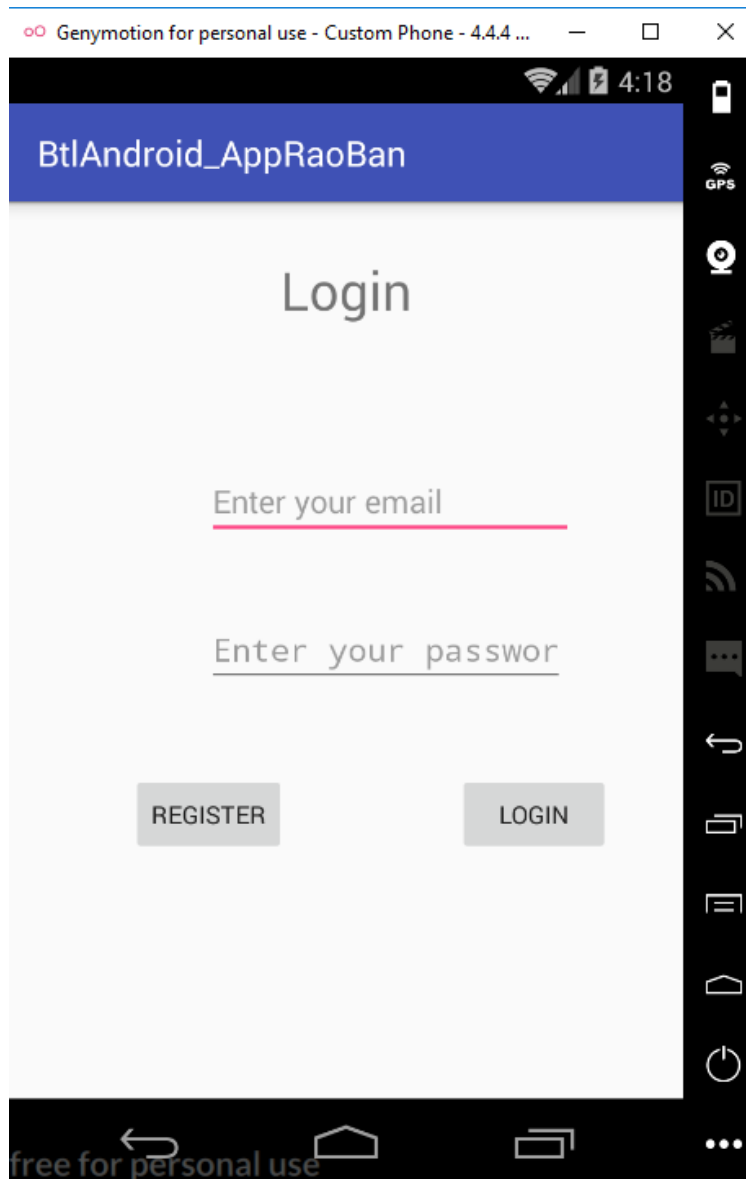 Genymotion for personal use - Custom Phone - 4.4.4 ...
4:18
BtlAndroid_AppRaoBan
GPS
Login
Enter your email
ID
Enter your passwor
REGISTER
LOGIN
free for personal use